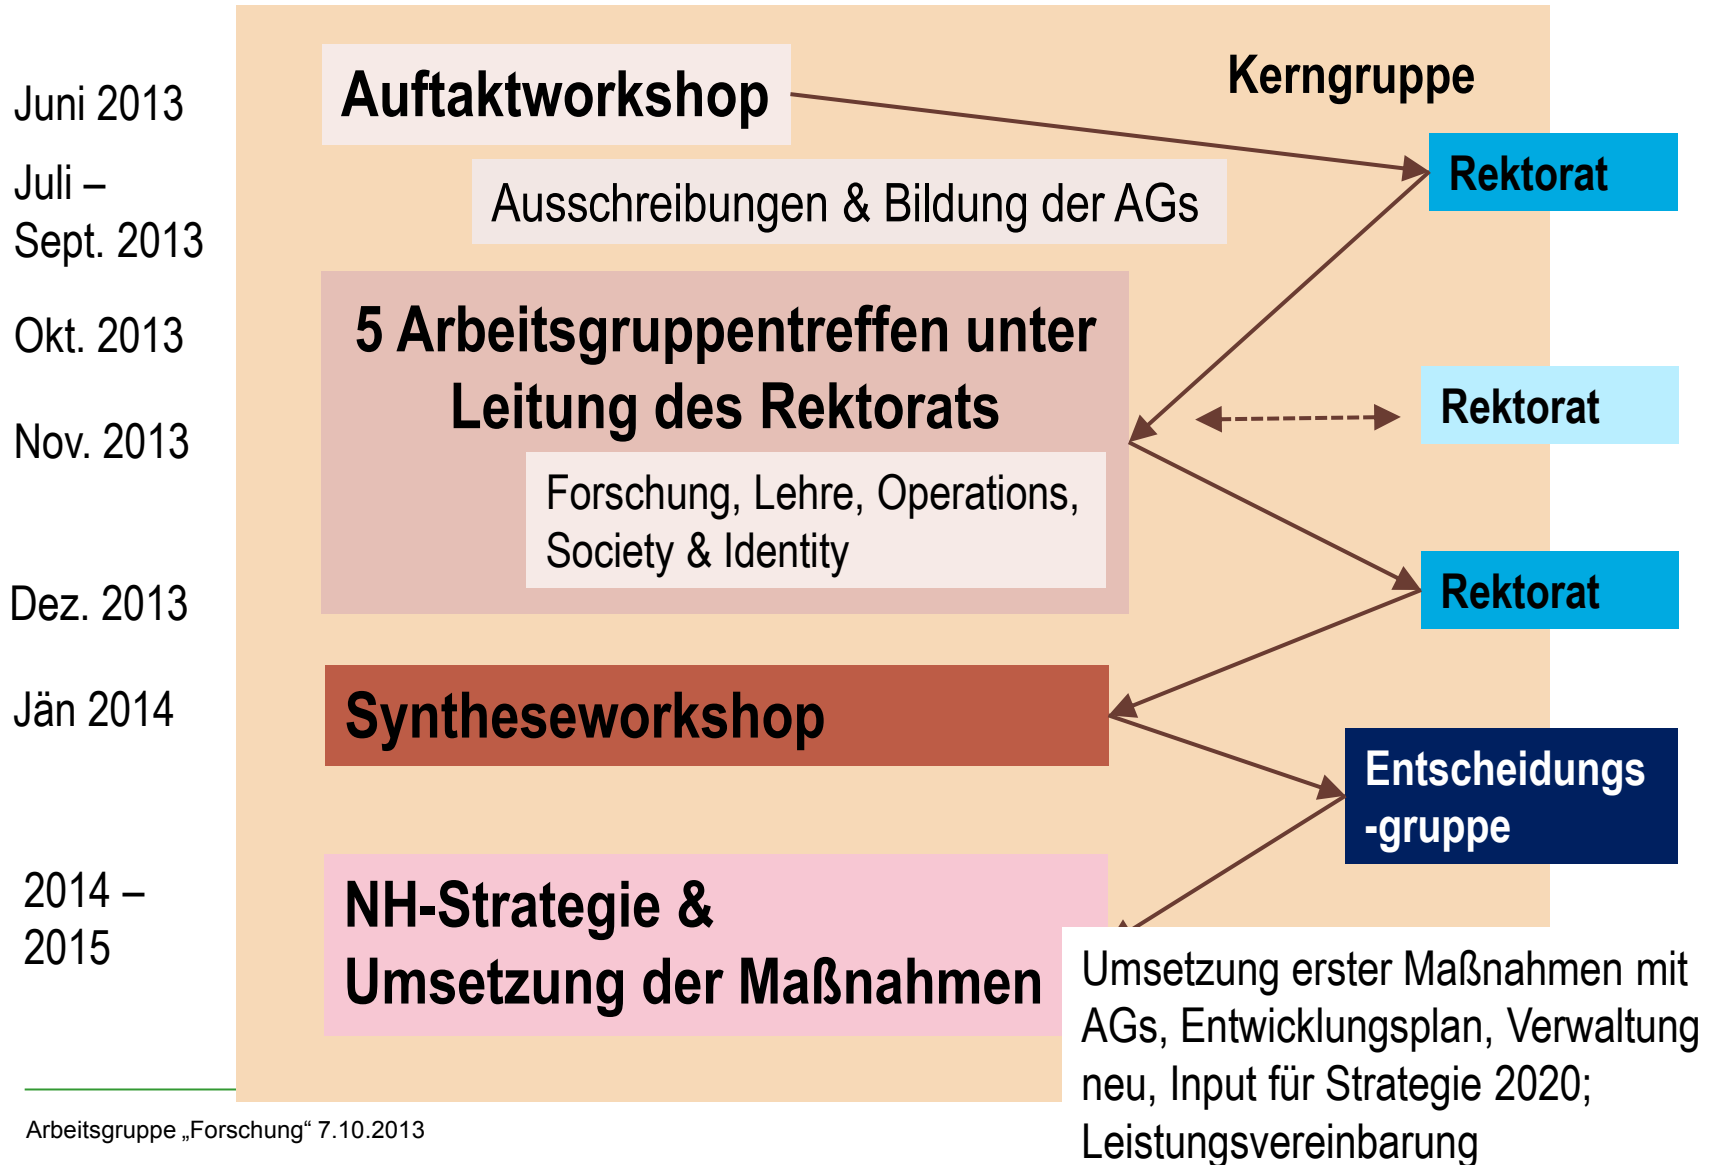 Juni 2013
Auftaktworkshop
Kerngruppe
Rektorat
Juli –
Sept. 2013
Ausschreibungen & Bildung der AGs
Okt. 2013
5 Arbeitsgruppentreffen unter
Leitung des Rektorats
Rektorat
Nov. 2013
Forschung, Lehre, Operations,
Society & Identity
Dez. 2013
Rektorat
Jän 2014
Syntheseworkshop
Entscheidungs
-gruppe
2014 –
2015
NH-Strategie &
Umsetzung der Maßnahmen
Umsetzung erster Maßnahmen mit
AGs, Entwicklungsplan, Verwaltung
neu, Input für Strategie 2020;
Leistungsvereinbarung
Arbeitsgruppe „Forschung“ 7.10.2013